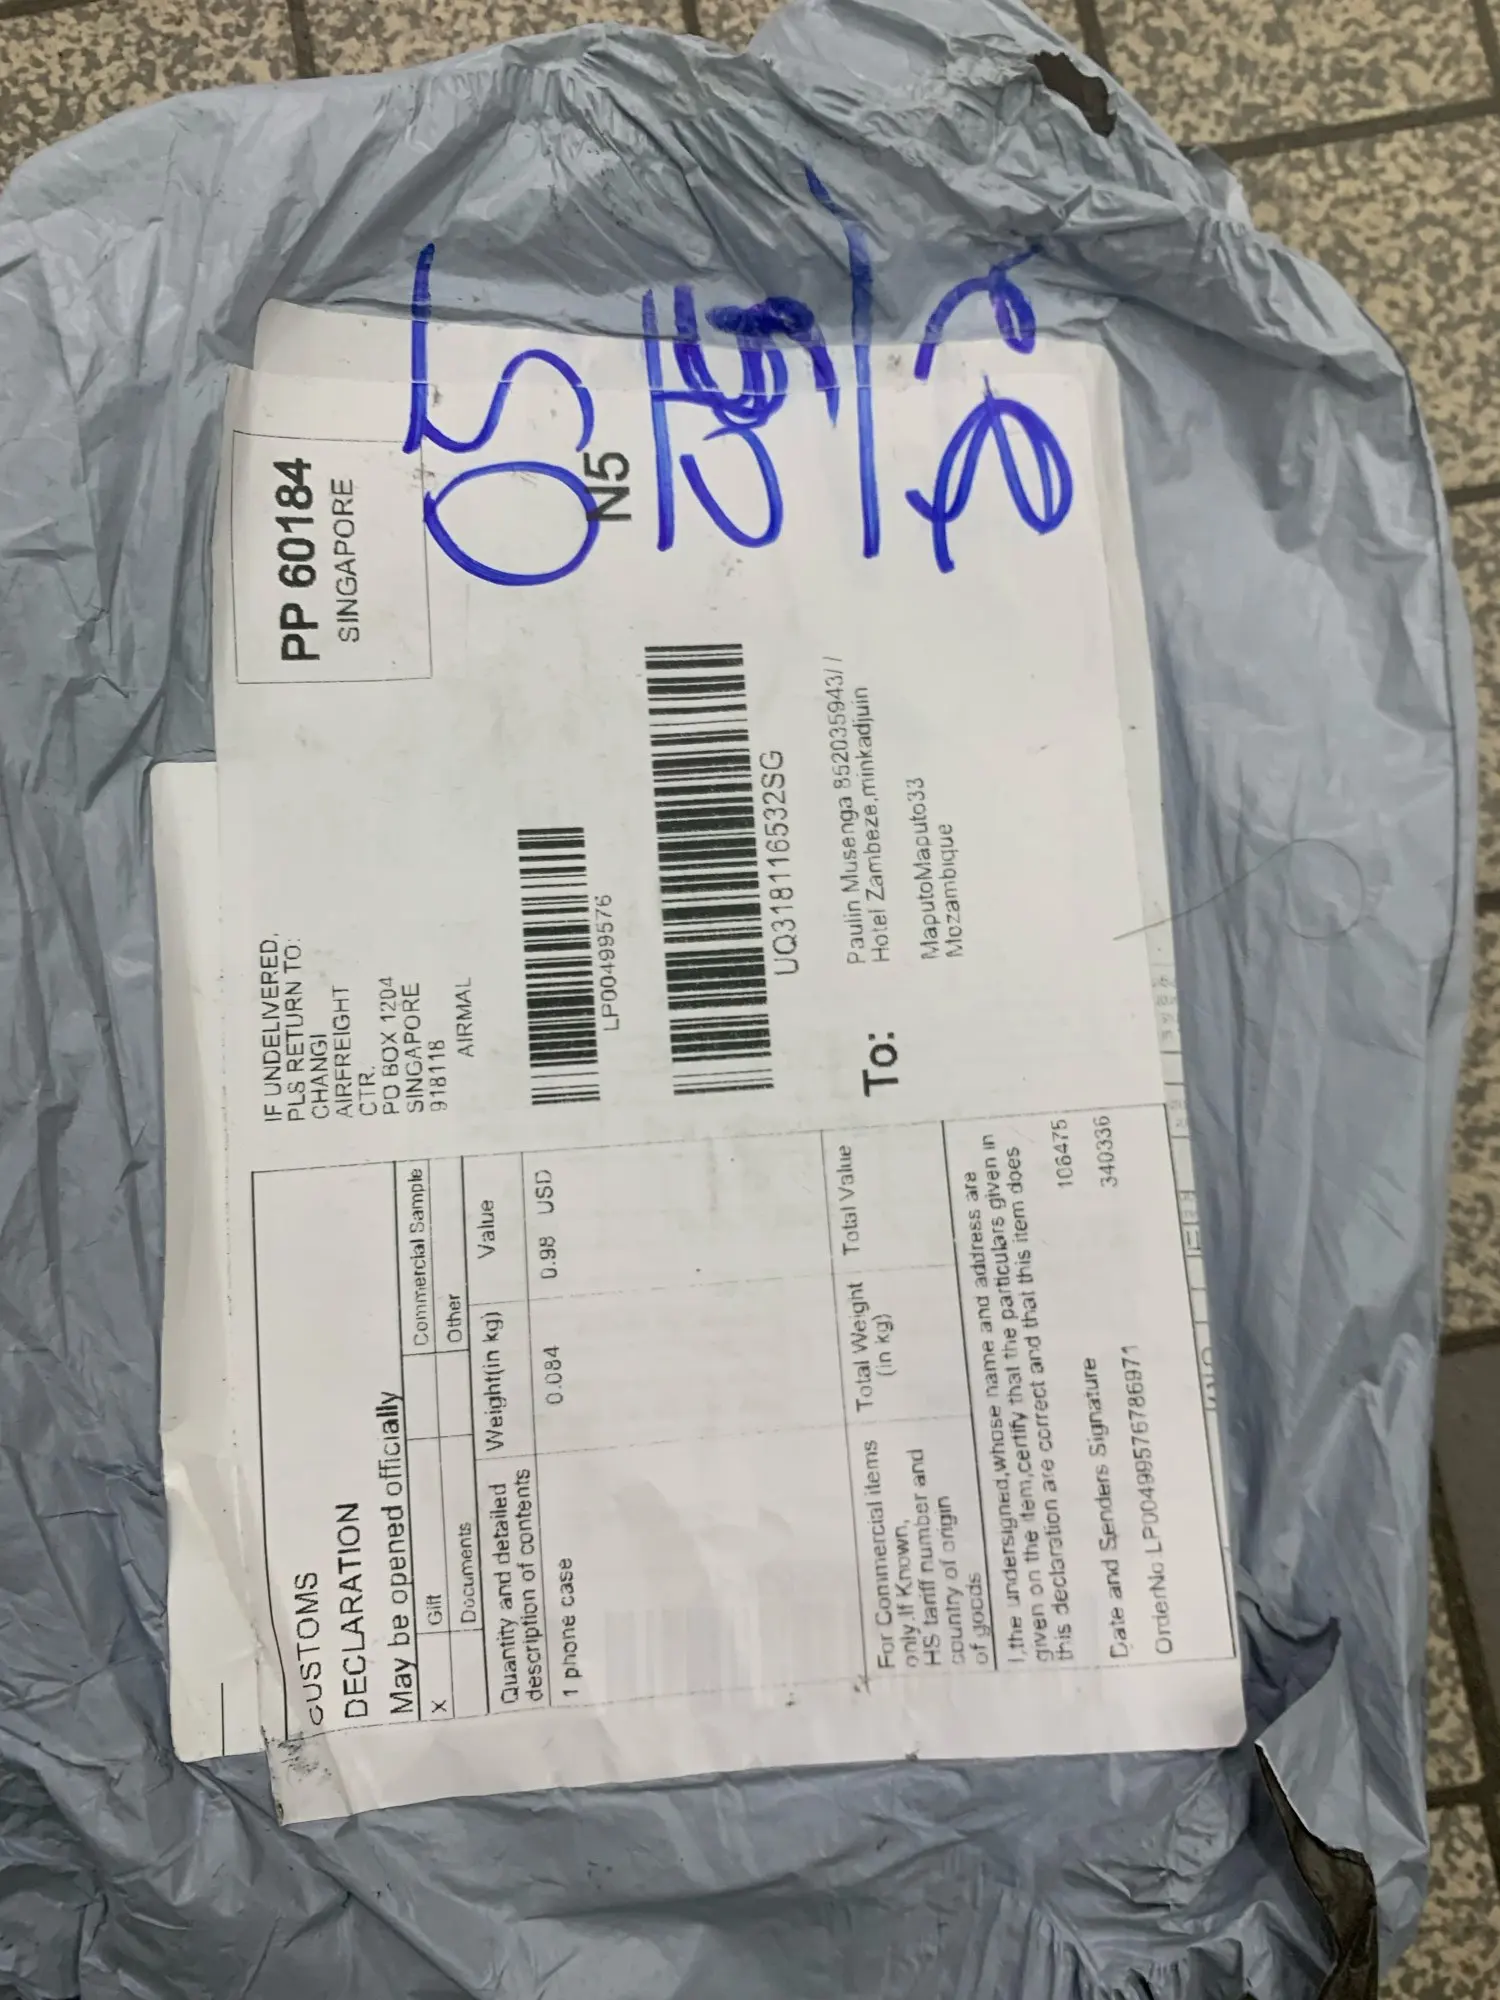 CUSTOMS
DECLARATION
May be opened officially
X Gift Commercial Sample
Documents Other
Quantity and detailed
description of contents
Weight(in kg)
Value
1 phone case 0.084 0.98 USD
For Commercial items
only.If Known,
HS tariff number and
country of origin
of goods
Total Weight
(in kg)
Total Value
I,the undersigned,whose name and address are
given on the item,certify that the particulars given in
this declaration are correct and that this item does
106475
Date and Senders Signature 340336
OrderNo:LP00499576786971
IF UNDELIVERED,
PLS RETURN TO:
CHANGI
AIRFREIGHT
CTR.
PO BOX 1204
SINGAPORE
918118
AIRMAL
PP 60184
SINGAPORE
N5
LP00499576
UQ318116532SG
To:
Paulin Musenga 852035943//
Hotel Zambeze,minkadjuin
MaputoMaputo33
Mozambique